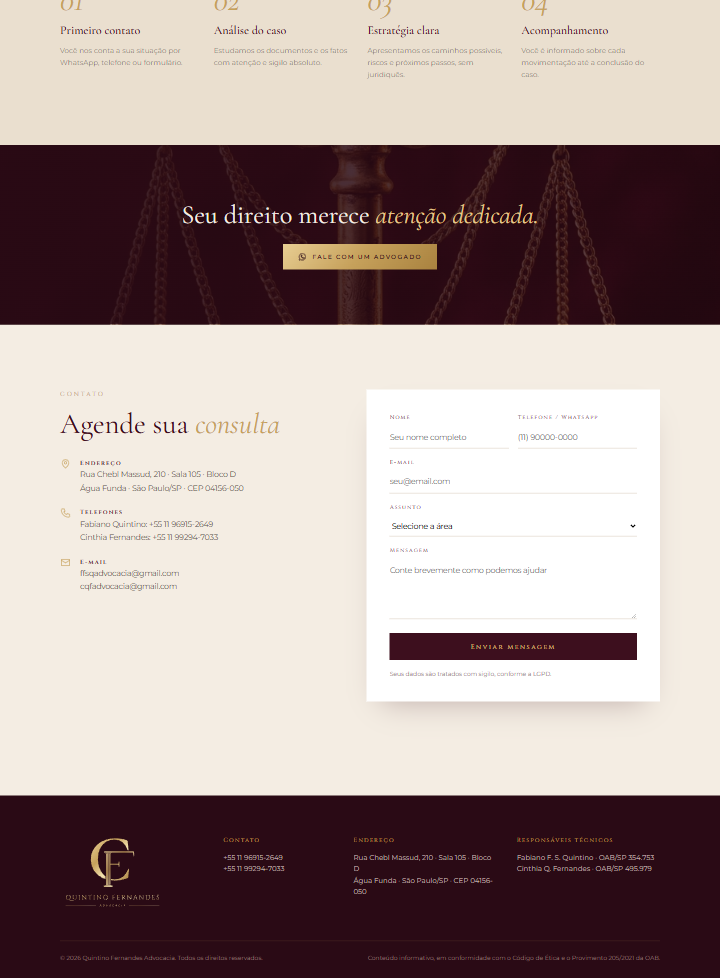 01
Primeiro contato
Você nos conta a sua situação por
WhatsApp, telefone ou formulário.
02
Análise do caso
Estudamos os documentos e os fatos
com atenção e sigilo absoluto.
03
Estratégia clara
Apresentamos os caminhos possíveis,
riscos e próximos passos, sem
juridiquês.
04
Acompanhamento
Você é informado sobre cada
movimentação até a conclusão do
caso.
Seu direito merece atenção dedicada.
FALE COM UM ADVOGADO
CONTATO
Agende sua consulta
Endereço
Rua Chebl Massud, 210 · Sala 105 · Bloco D
Água Funda · São Paulo/SP · CEP 04156-050
Telefones
Fabiano Quintino: +55 11 96915-2649
Cinthia Fernandes: +55 11 99294-7033
E-mail
ffsqadvocacia@gmail.com
cqfadvocacia@gmail.com
Nome
Seu nome completo
Telefone / WhatsApp
(11) 90000-0000
E-mail
seu@email.com
Assunto
Selecione a área
Mensagem
Conte brevemente como podemos ajudar
Enviar mensagem
Seus dados são tratados com sigilo, conforme a LGPD.
CF
QUINTINO FERNANDES
ADVOCACIA
Contato
+55 11 96915-2649
+55 11 99294-7033
Endereço
Rua Chebl Massud, 210 · Sala 105 · Bloco
D
Água Funda · São Paulo/SP · CEP 04156-
050
Responsáveis técnicos
Fabiano F. S. Quintino · OAB/SP 354.753
Cinthia Q. Fernandes · OAB/SP 495.979
© 2026 Quintino Fernandes Advocacia. Todos os direitos reservados.
Conteúdo informativo, em conformidade com o Código de Ética e o Provimento 205/2021 da OAB.